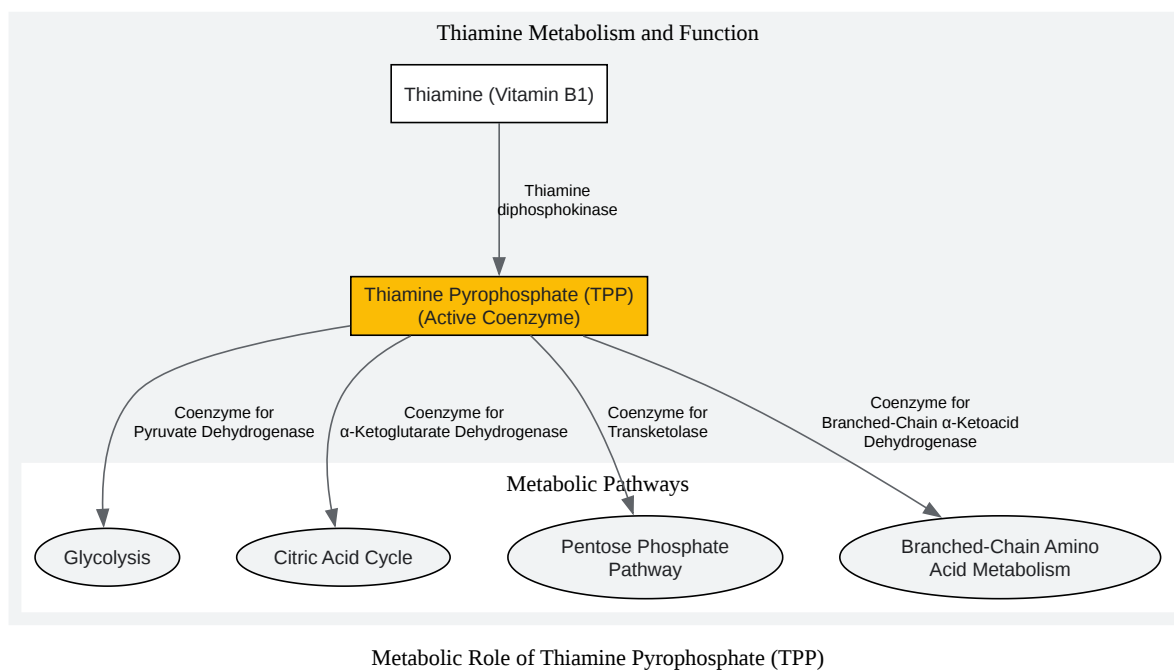 Thiamine Metabolism and Function
Thiamine (Vitamin B1)
Thiamine
diphosphokinase
Thiamine Pyrophosphate (TPP)
(Active Coenzyme)
Coenzyme for
Pyruvate Dehydrogenase
Coenzyme for
α-Ketoglutarate Dehydrogenase
Coenzyme for
Transketolase
Coenzyme for
Branched-Chain α-Ketoacid
Dehydrogenase
Metabolic Pathways
Glycolysis
Citric Acid Cycle
Pentose Phosphate
Pathway
Branched-Chain Amino
Acid Metabolism
Metabolic Role of Thiamine Pyrophosphate (TPP)